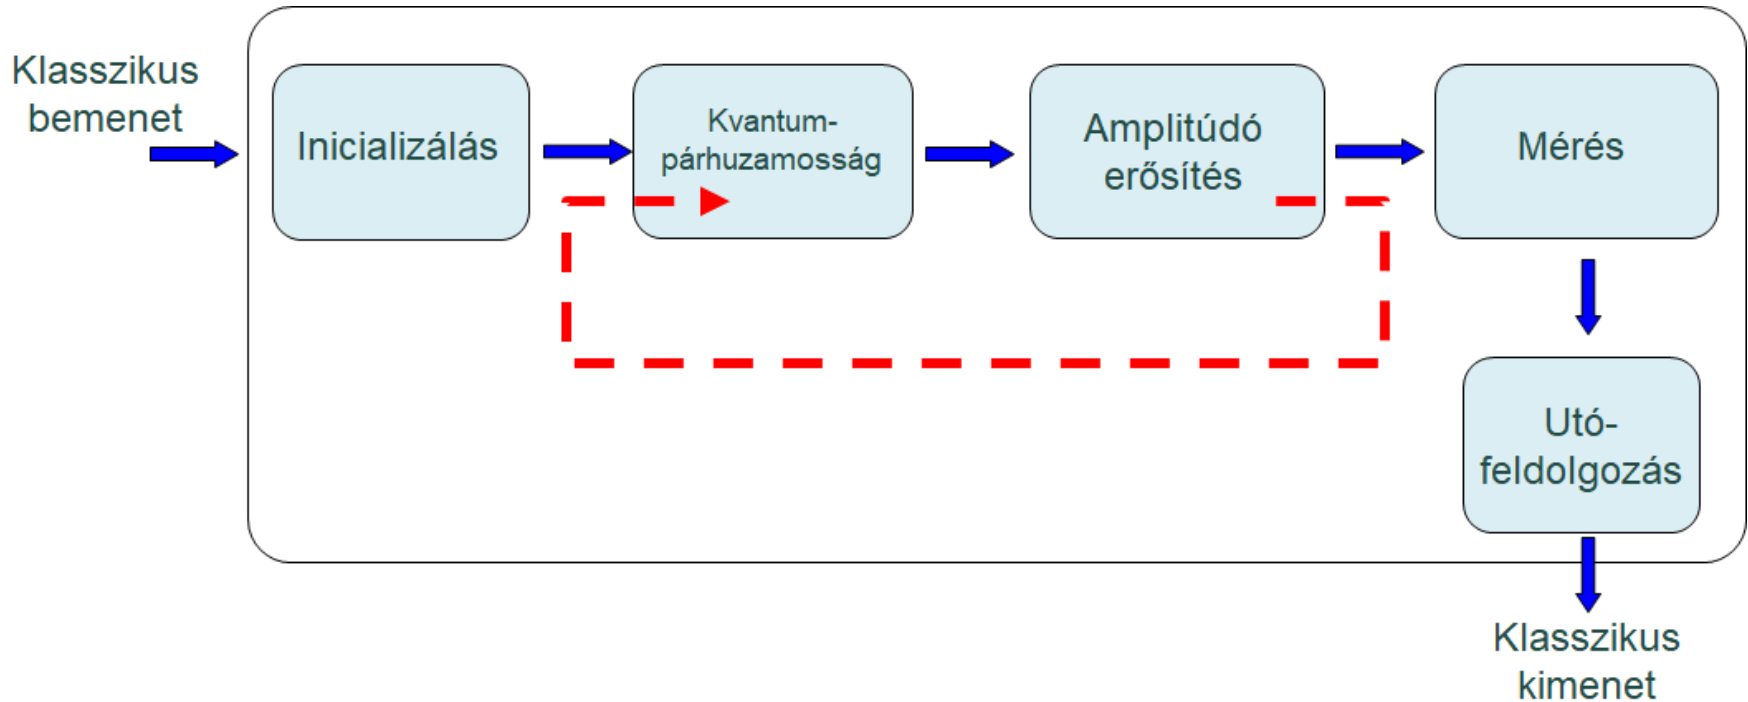 Klasszikus
bemenet
Inicializálás
Kvantum-
párhuzamosság
Amplitúdó
erősítés
Mérés
Utó-
feldolgozás
Klasszikus
kimenet